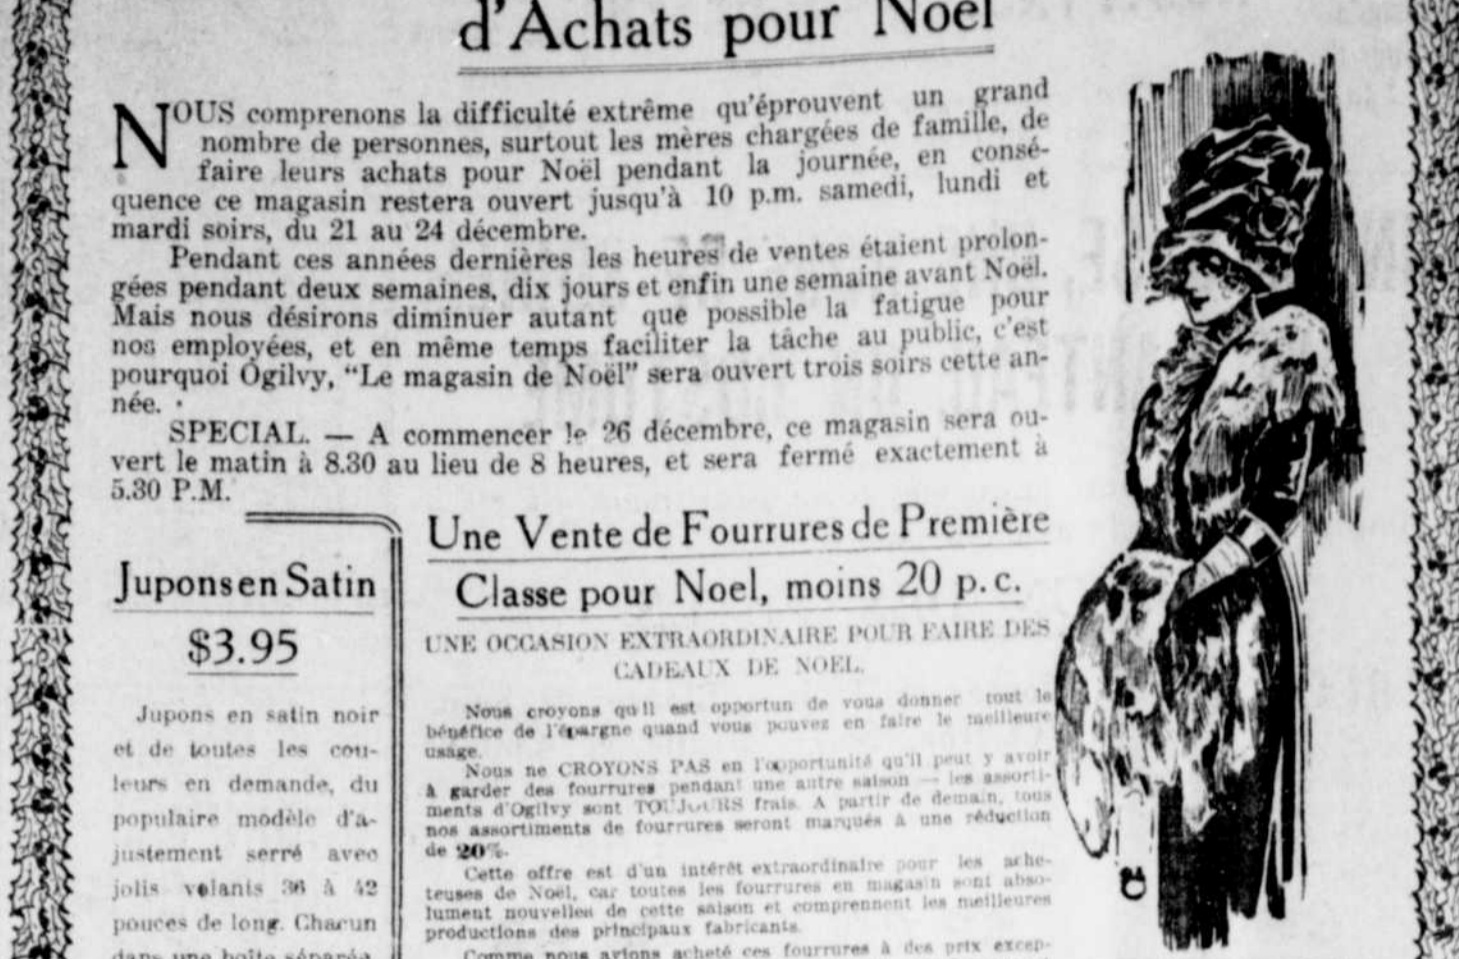 d'Achats pour Noël
NOUS comprenons la difficulté extrême qu'éprouvent un grand
nombre de personnes, surtout les mères chargées de famille, de
faire leurs achats pour Noël pendant la journée, en consé-
quence ce magasin restera ouvert jusqu'à 10 p.m. samedi, lundi et
mardi soirs, du 21 au 24 décembre.
Pendant ces années dernières les heures de ventes étaient prolon-
gées pendant deux semaines, dix jours et enfin une semaine avant Noël.
Mais nous désirons diminuer autant que possible la fatigue pour
nos employées, et en même temps faciliter la tâche au public, c'est
pourquoi Ogilvy, "Le magasin de Noël" sera ouvert trois soirs cette an-
née.
SPECIAL. — A commencer le 26 décembre, ce magasin sera ou-
vert le matin à 8.30 au lieu de 8 heures, et sera fermé exactement à
5.30 P.M.
Jupons en Satin
$3.95
Jupons en satin noir
et de toutes les cou-
leurs en demande, du
populaire modèle d'a-
justement serré avec
jolis volants 36 à 42
pouces de long. Chacun
dans une boîte séparée.
Une Vente de Fourrures de Première
Classe pour Noel, moins 20 p.c.
UNE OCCASION EXTRAORDINAIRE POUR FAIRE DES
CADEAUX DE NOEL.
Nous croyons qu'il est opportun de vous donner tout le
bénéfice de l'épargne quand vous pouvez en faire le meilleure
usage.
Nous ne CROYONS PAS en l'opportunité qu'il peut y avoir
à garder des fourrures pendant une autre saison — les assorti-
ments d'Ogilvy sont TOUJOURS frais. A partir de demain, tous
nos assortiments de fourrures seront marqués à une réduction
de 20%.
Cette offre est d'un intérêt extraordinaire pour les ache-
teuses de Noël, car toutes les fourrures en magasin sont abso-
lument nouvelles de cette saison et comprennent les meilleures
productions des principaux fabricants.
Comme nous avions acheté ces fourrures à des prix excep-